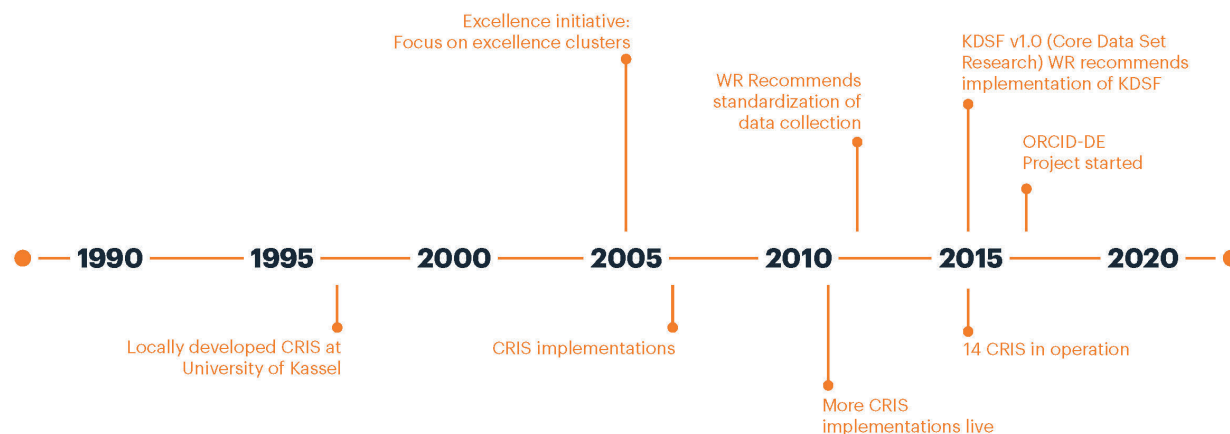 Excellence initiative:
Focus on excellence clusters
WR Recommends
standardization of
data collection
KDSF v1.0 (Core Data Set
Research) WR recommends
implementation of KDSF
ORCID-DE
Project started
1990
1995
2000
2005
2010
2015
2020
Locally developed CRIS at
University of Kassel
CRIS implementations
More CRIS
implementations live
14 CRIS in operation